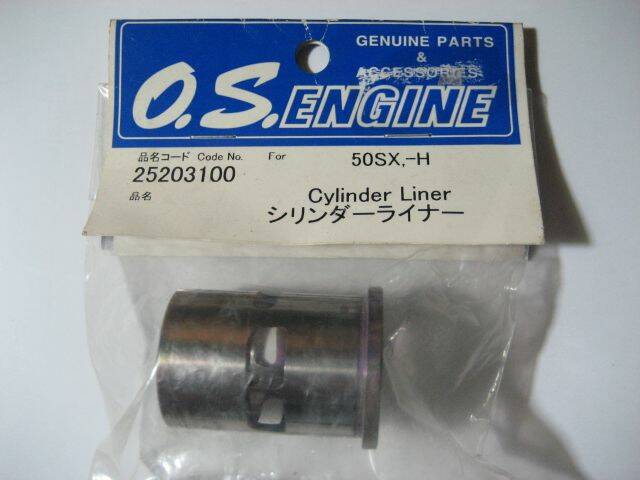 GENUINE PARTS
&
ACCESSORIES
O.S. ENGINE
品名コード Code No.
For
50SX,-H
25203100
品名
Cylinder Liner
シリンダーライナー